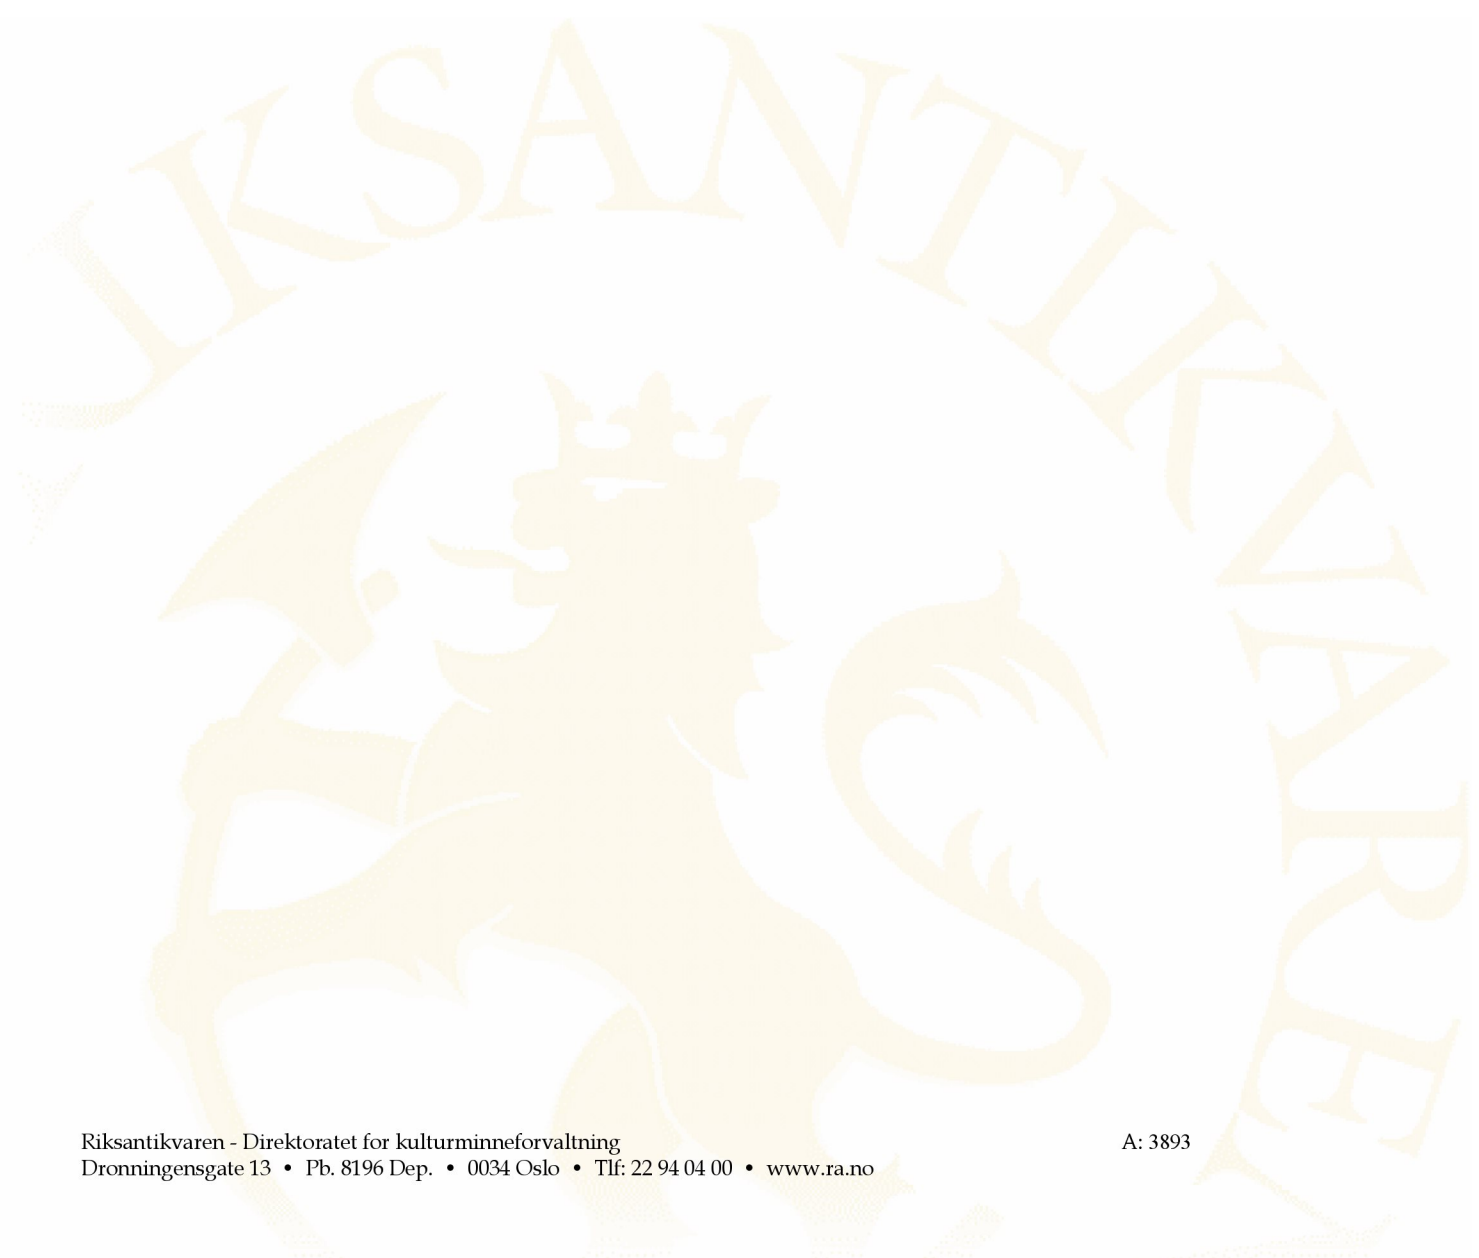 RIKSANTIKVAREN
Riksantikvaren - Direktoratet for kulturminneforvaltning
A: 3893
Dronningensgate 13 • Pb. 8196 Dep. • 0034 Oslo • Tlf: 22 94 04 00 • www.ra.no